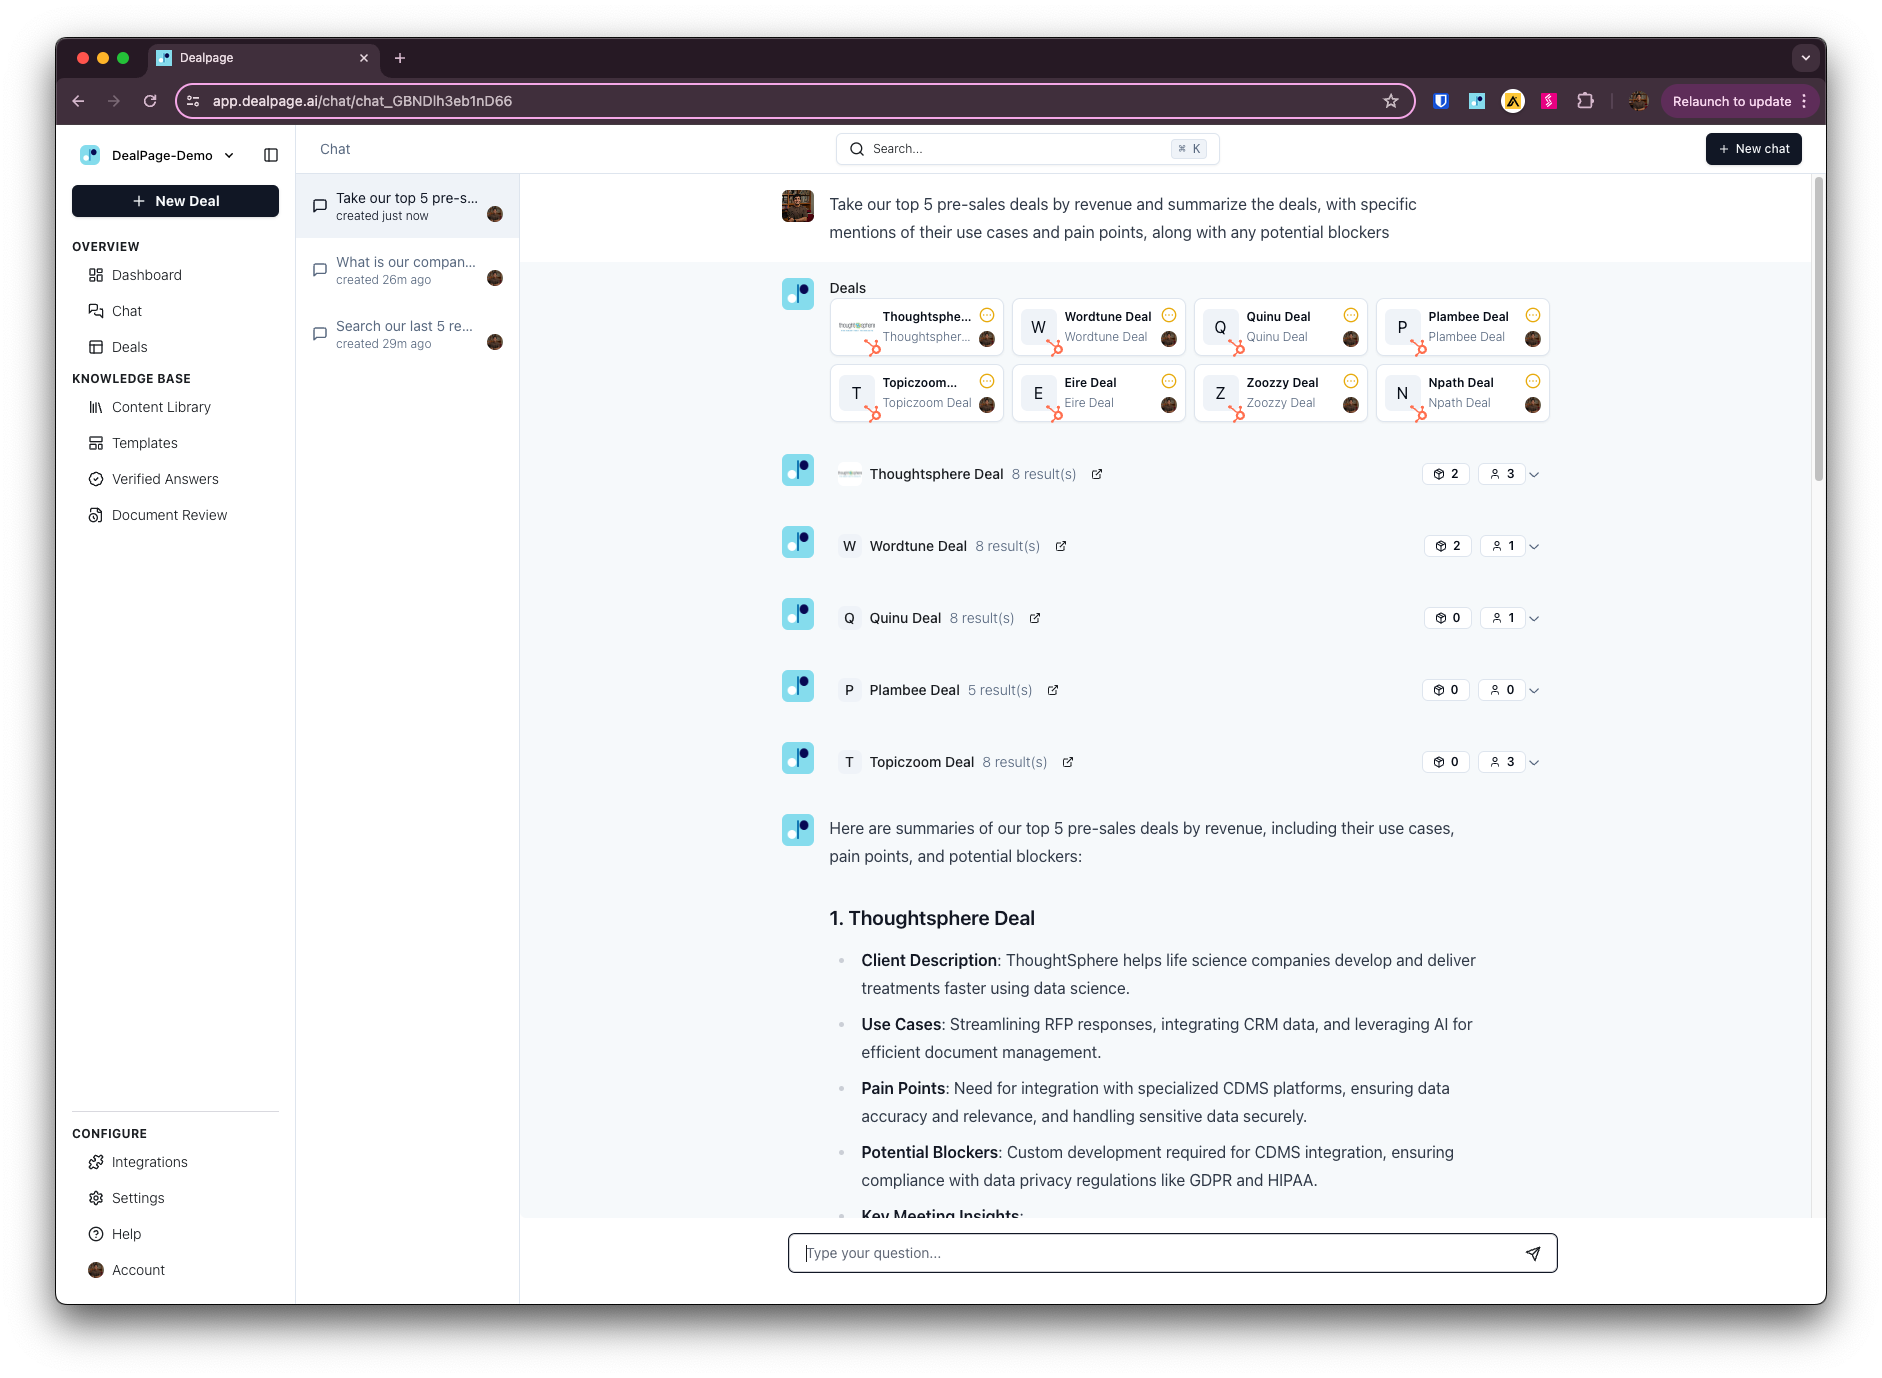 Dealpage
app.dealpage.ai/chat/chat_GBNDlh3eb1nD66
Relaunch to update
DealPage-Demo
New Deal
OVERVIEW
Dashboard
Chat
Deals
KNOWLEDGE BASE
Content Library
Templates
Verified Answers
Document Review
CONFIGURE
Integrations
Settings
Help
Account
Chat
Search...
⌘ K
New chat
Take our top 5 pre-s...
created just now
What is our compan...
created 26m ago
Search our last 5 re...
created 29m ago
Take our top 5 pre-sales deals by revenue and summarize the deals, with specific
mentions of their use cases and pain points, along with any potential blockers
Deals
Thoughtsphe...
Thoughtspher...
W
Wordtune Deal
Wordtune Deal
Q
Quinu Deal
Quinu Deal
P
Plambee Deal
Plambee Deal
T
Topiczoom...
Topiczoom Deal
E
Eire Deal
Eire Deal
Z
Zoozzy Deal
Zoozzy Deal
N
Npath Deal
Npath Deal
Thoughtsphere Deal 8 result(s) 2 3
W Wordtune Deal 8 result(s) 2 1
Q Quinu Deal 8 result(s) 0 1
P Plambee Deal 5 result(s) 0 0
T Topiczoom Deal 8 result(s) 0 3
Here are summaries of our top 5 pre-sales deals by revenue, including their use cases,
pain points, and potential blockers:
1. Thoughtsphere Deal
Client Description: ThoughtSphere helps life science companies develop and deliver
treatments faster using data science.
Use Cases: Streamlining RFP responses, integrating CRM data, and leveraging AI for
efficient document management.
Pain Points: Need for integration with specialized CDMS platforms, ensuring data
accuracy and relevance, and handling sensitive data securely.
Potential Blockers: Custom development required for CDMS integration, ensuring
compliance with data privacy regulations like GDPR and HIPAA.
Key Meeting Insights:
Type your question...